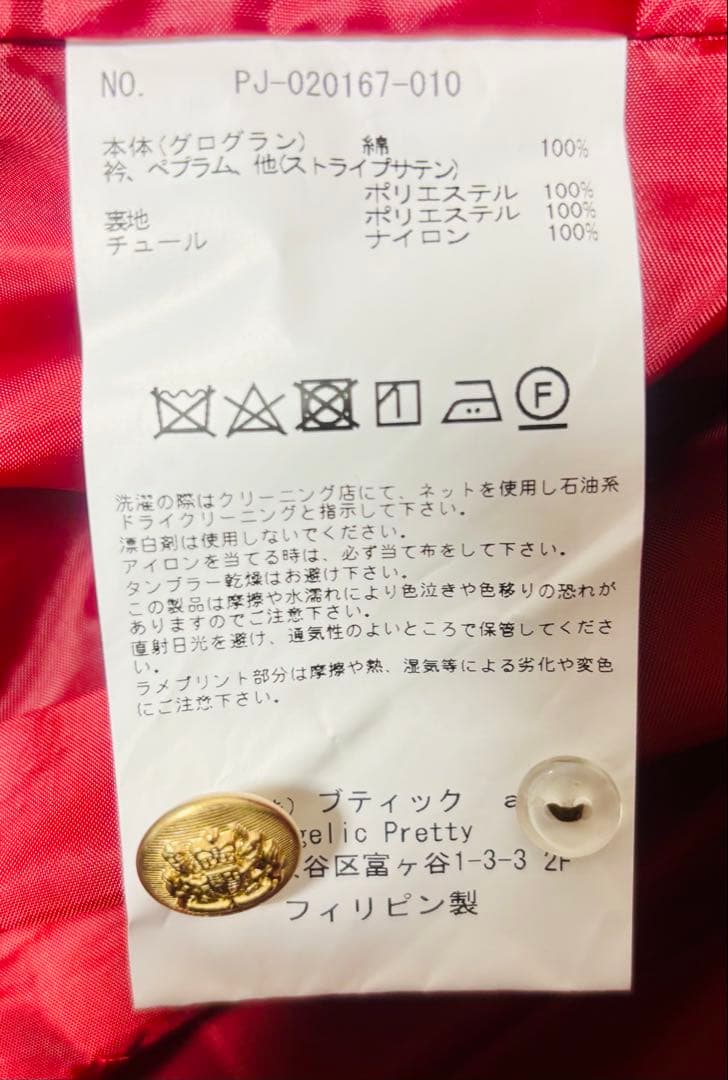 NO. PJ-020167-010
本体(グログラン) 綿 100%
衿、ペプラム、他(ストライプサテン)
ポリエステル 100%
裏地 ポリエステル 100%
チュール ナイロン 100%
F
洗濯の際はクリーニング店にて、ネットを使用し石油系
ドライクリーニングと指示して下さい。
漂白剤は使用しないでください。
アイロンを当てる時は、必ず当て布をして下さい。
タンブラー乾燥はお避け下さい。
この製品は摩擦や水濡れにより色泣きや色移りの恐れが
ありますのでご注意下さい。
直射日光を避け、通気性のよいところで保管してくださ
い。
ラメプリント部分は摩擦や熱、湿気等による劣化や変色
にご注意下さい。
ブティック a
gelic Pretty
谷区富ヶ谷1-3-3 2F
フィリピン製